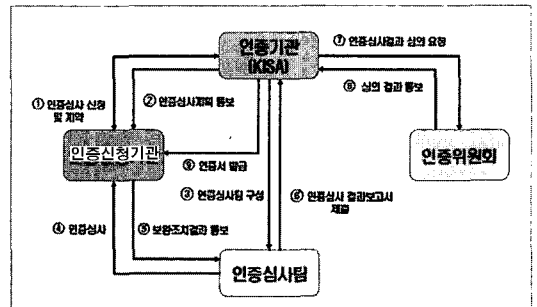 인증기관
(KISA)
⑦ 인증심사결과 심의 요청
⑧ 심의 결과 통보
① 인증심사 신청
및 계약
② 인증심사계획 통보
인증신청기관
인증위원회
⑨ 인증서 발급
③ 인증심사팀 구성
⑥ 인증심사 결과보고서
제출
④ 인증심사
⑤ 보완조치결과 통보
인증심사팀